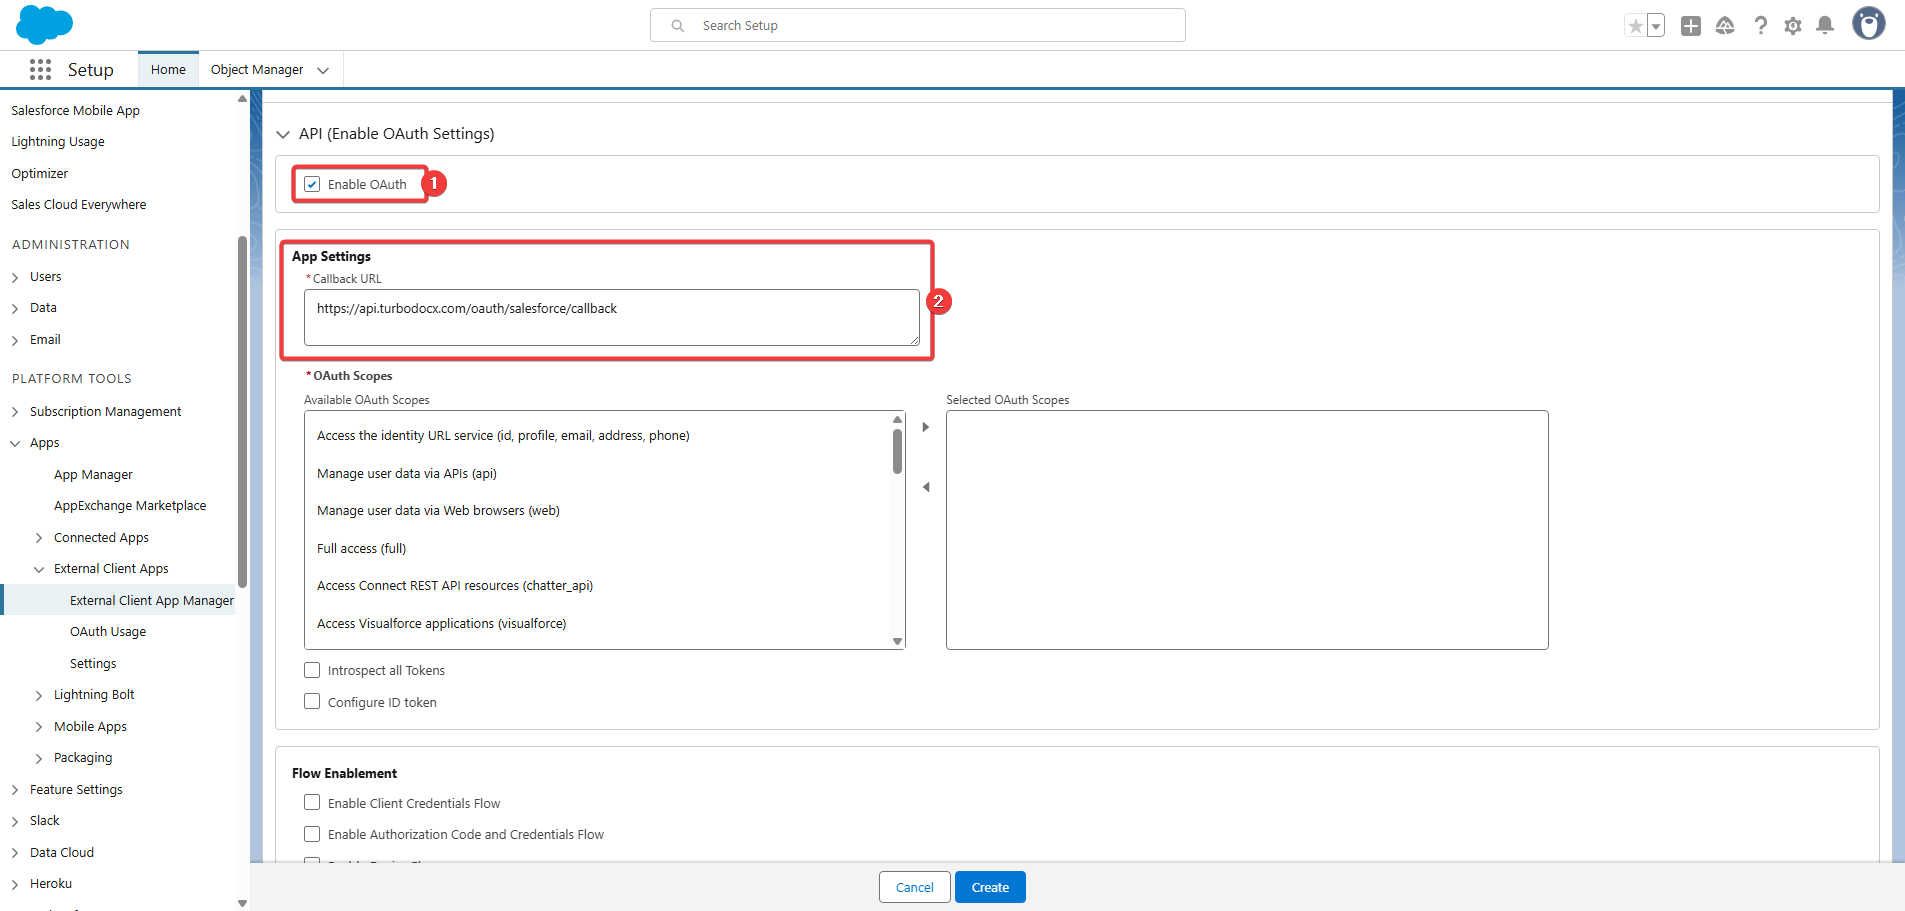 Search Setup
Setup
Home
Object Manager
Salesforce Mobile App
Lightning Usage
Optimizer
Sales Cloud Everywhere
ADMINISTRATION
Users
Data
Email
PLATFORM TOOLS
Subscription Management
Apps
App Manager
AppExchange Marketplace
Connected Apps
External Client Apps
External Client App Manager
OAuth Usage
Settings
Lightning Bolt
Mobile Apps
Packaging
Feature Settings
Slack
Data Cloud
Heroku
API (Enable OAuth Settings)
Enable OAuth
1
App Settings
*Callback URL
https://api.turbodocx.com/oauth/salesforce/callback
2
*OAuth Scopes
Available OAuth Scopes
Access the identity URL service (id, profile, email, address, phone)
Manage user data via APIs (api)
Manage user data via Web browsers (web)
Full access (full)
Access Connect REST API resources (chatter_api)
Access Visualforce applications (visualforce)
Selected OAuth Scopes
Introspect all Tokens
Configure ID token
Flow Enablement
Enable Client Credentials Flow
Enable Authorization Code and Credentials Flow
Cancel
Create